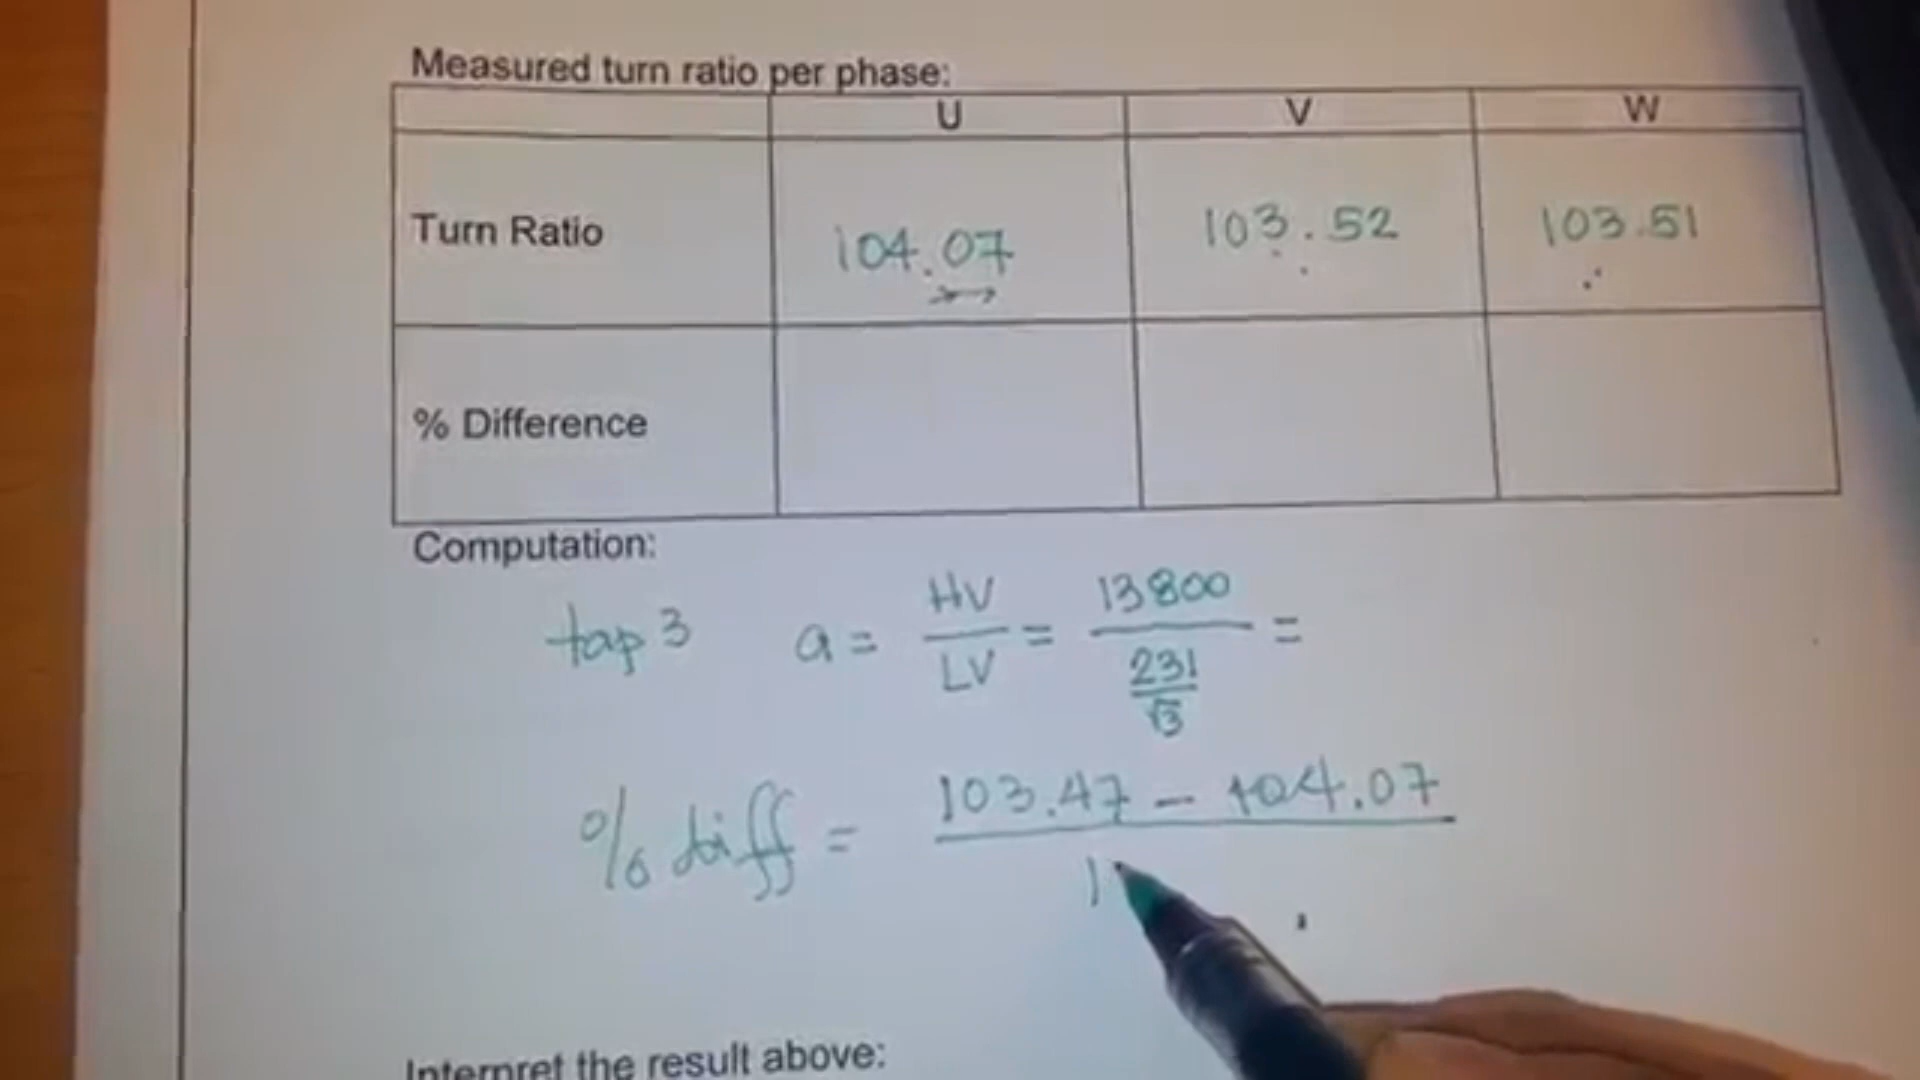 Measured turn ratio per phase:
U V W
Turn Ratio 104.07 103.52 103.51
% Difference
Computation:
tap 3 a = HV/LV = 13800/(231/√3) =
% diff = 103.47 - 104.07
1
Interpret the result above: